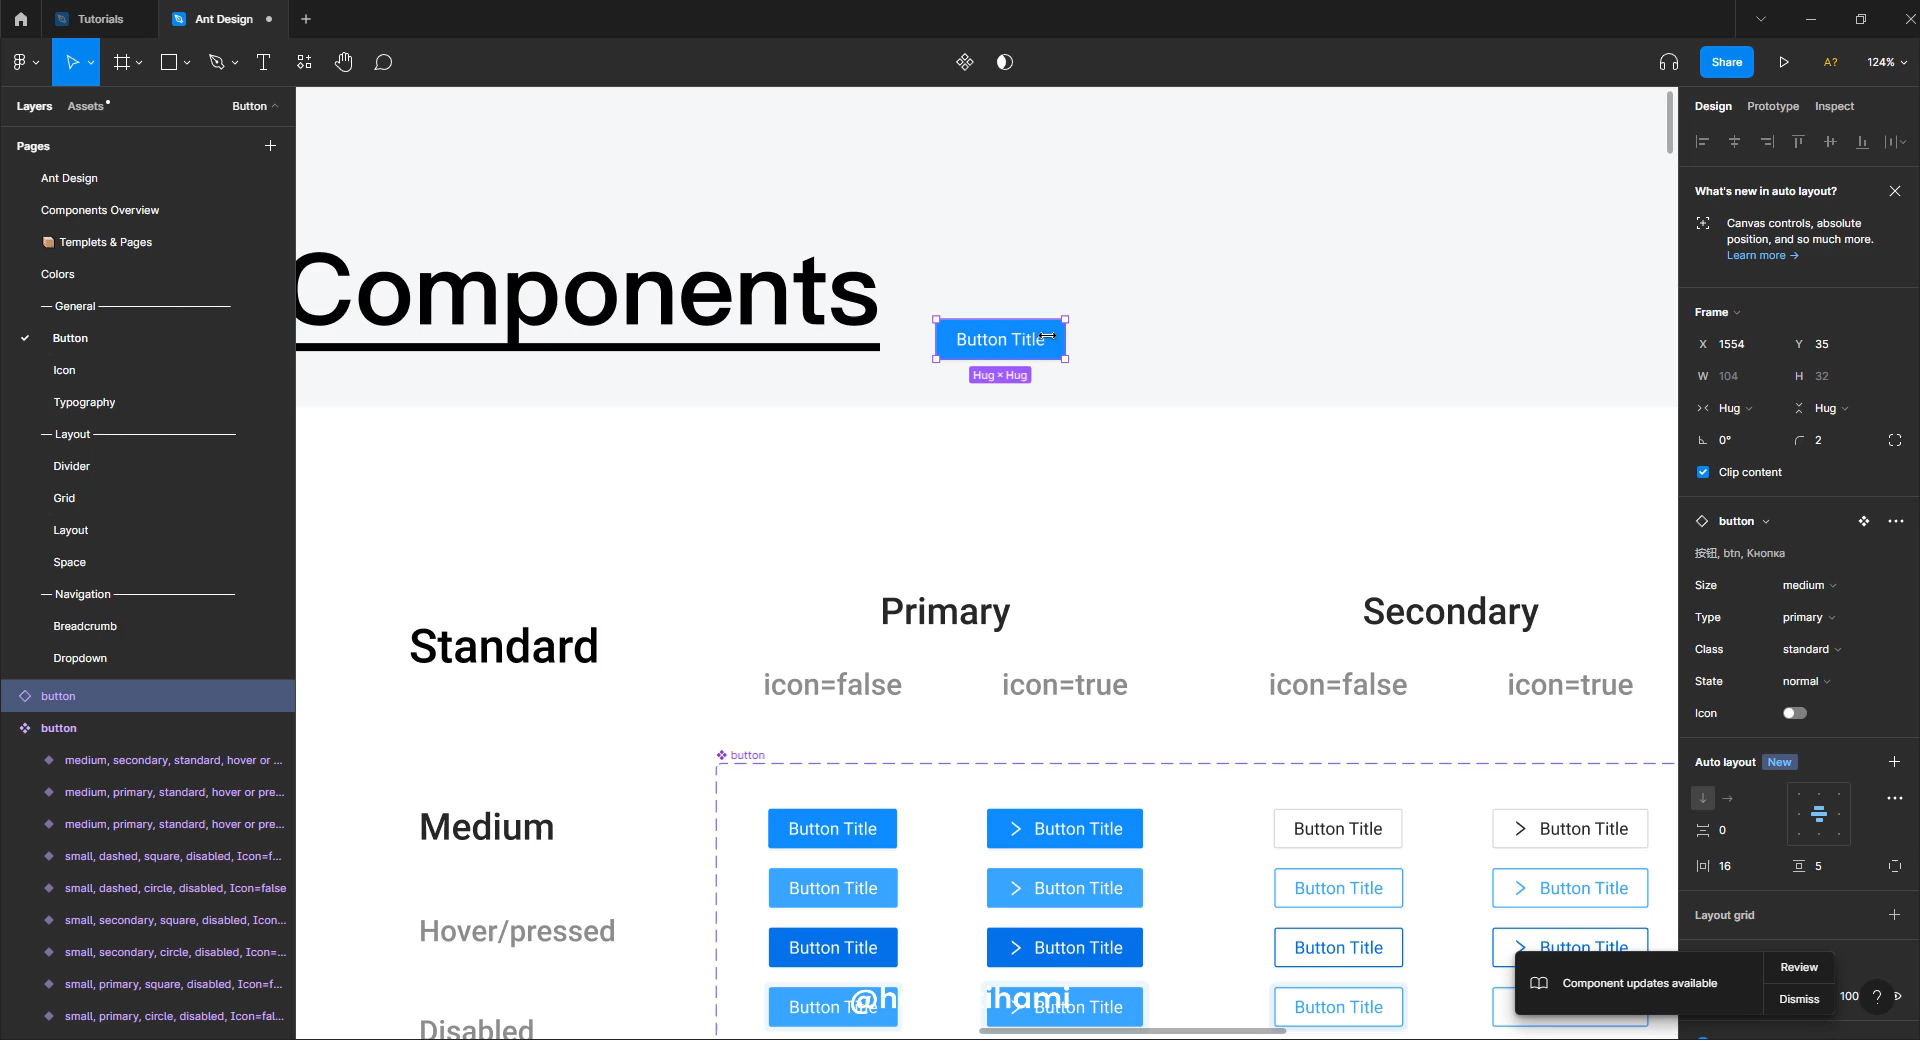 Tutorials
Ant Design
Share
A?
124%
Layers
Assets
Button
Design
Prototype
Inspect
Pages
Ant Design
Components Overview
Templets & Pages
Colors
General
Button
Icon
Typography
Layout
Divider
Grid
Layout
Space
Navigation
Breadcrumb
Dropdown
button
button
medium, secondary, standard, hover or ...
medium, primary, standard, hover or pre...
medium, primary, standard, hover or pre...
small, dashed, square, disabled, Icon=f...
small, dashed, circle, disabled, Icon=false
small, secondary, square, disabled, Icon...
small, secondary, circle, disabled, Icon=...
small, primary, square, disabled, Icon=f...
small, primary, circle, disabled, Icon=fal...
Components
Button Title
Hug × Hug
Primary
Secondary
Standard
icon=false
icon=true
icon=false
icon=true
button
Medium
Button Title
Button Title
Button Title
Button Title
Button Title
Button Title
Button Title
Button Title
Hover/pressed
Button Title
Button Title
Button Title
Button Title
Disabled
Button Title
Button Title
What's new in auto layout?
Canvas controls, absolute
position, and so much more.
Learn more →
Frame
X 1554
Y 35
W 104
H 32
Hug
Hug
0°
2
Clip content
button
按钮, btn, Кнопка
Size medium
Type primary
Class standard
State normal
Icon
Auto layout New
0
16
5
Layout grid
Component updates available
Review
Dismiss
100
?